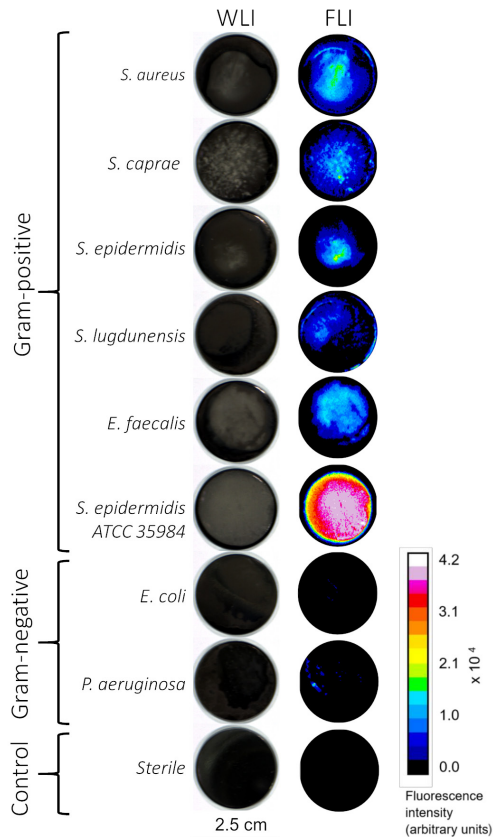 WLI FLI
Gram-positive
S. aureus
S. caprae
S. epidermidis
S. lugdunensis
E. faecalis
S. epidermidis
ATCC 35984
Gram-negative
E. coli
P. aeruginosa
Control
Sterile
2.5 cm
4.2
3.1
2.1
1.0
0.0
x 10⁴
Fluorescence
intensity
(arbitrary units)